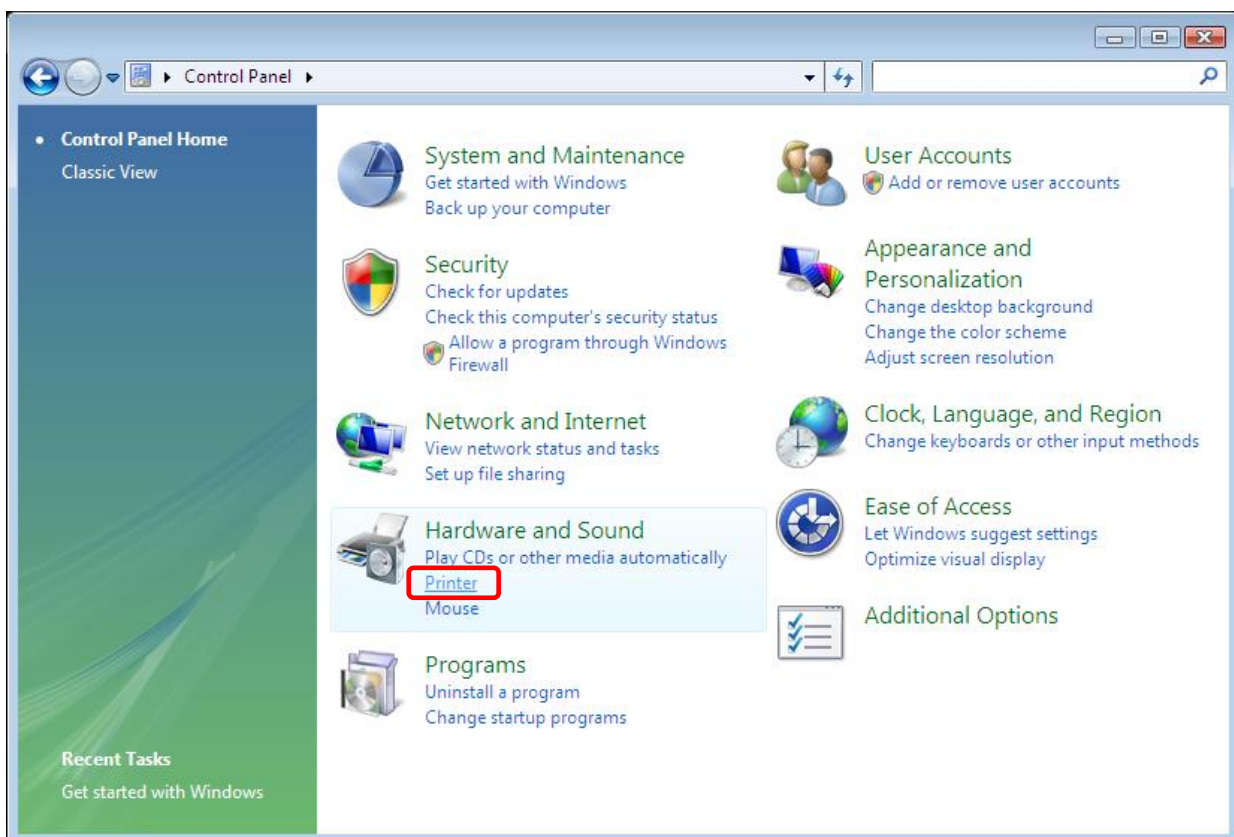 Control Panel
Control Panel Home
Classic View
Recent Tasks
Get started with Windows
System and Maintenance
Get started with Windows
Back up your computer
Security
Check for updates
Check this computer's security status
Allow a program through Windows
Firewall
Network and Internet
View network status and tasks
Set up file sharing
Hardware and Sound
Play CDs or other media automatically
Printer
Mouse
Programs
Uninstall a program
Change startup programs
User Accounts
Add or remove user accounts
Appearance and
Personalization
Change desktop background
Change the color scheme
Adjust screen resolution
Clock, Language, and Region
Change keyboards or other input methods
Ease of Access
Let Windows suggest settings
Optimize visual display
Additional Options